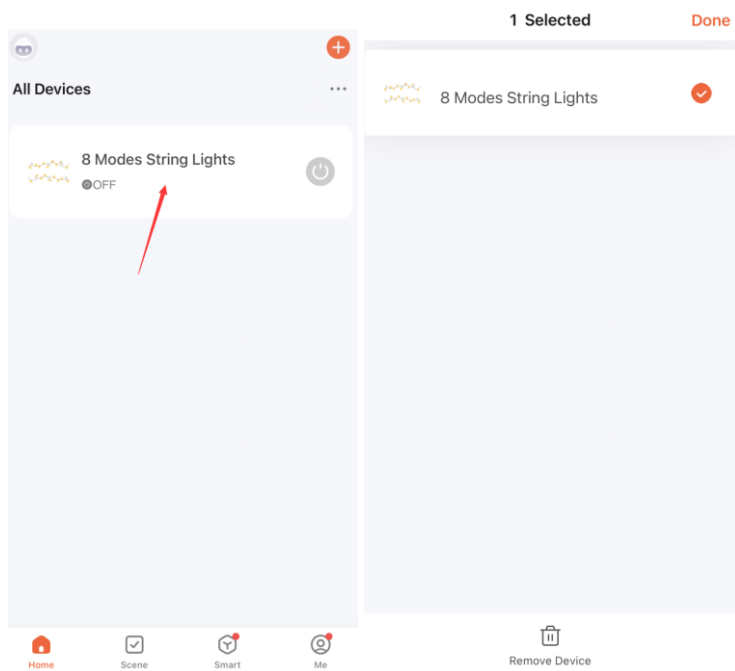 All Devices
8 Modes String Lights
OFF
Home
Scene
Smart
Me
1 Selected
Done
8 Modes String Lights
Remove Device